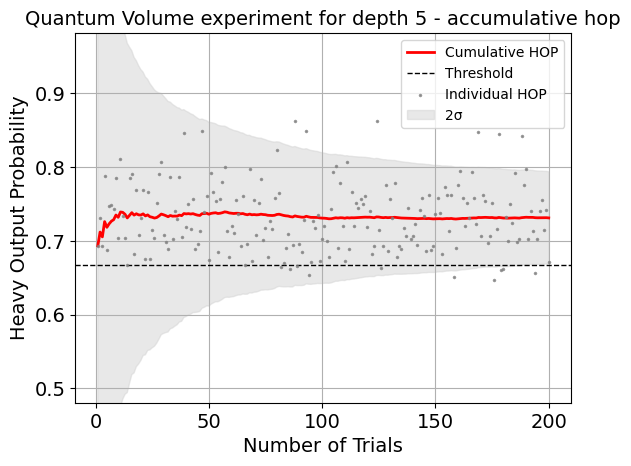 Quantum Volume experiment for depth 5 - accumulative hop
Cumulative HOP
Threshold
Individual HOP
2σ
Heavy Output Probability
0.9
0.8
0.7
0.6
0.5
0
50
100
150
200
Number of Trials